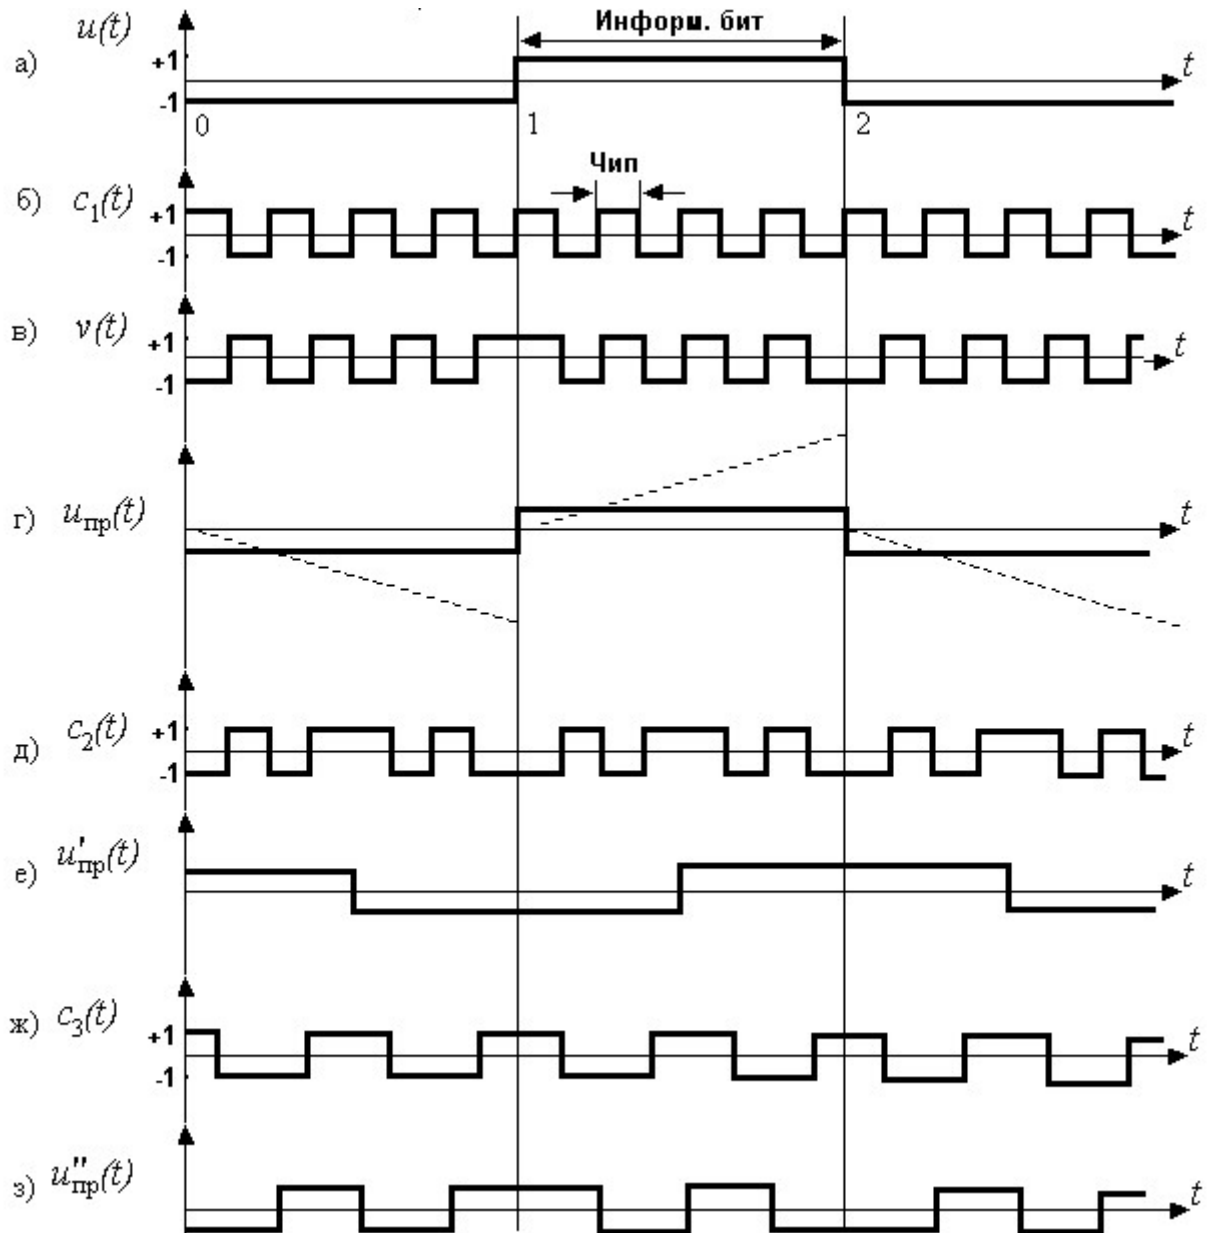 u(t)
Информ. бит
а)
+1
t
-1
0
1
2
Чип
б) c₁(t)
+1
t
-1
в) v(t)
+1
t
-1
г) uпр(t)
t
д) c₂(t)
+1
t
-1
е) u'пр(t)
t
ж) c₃(t)
+1
t
-1
з) u''пр(t)
t